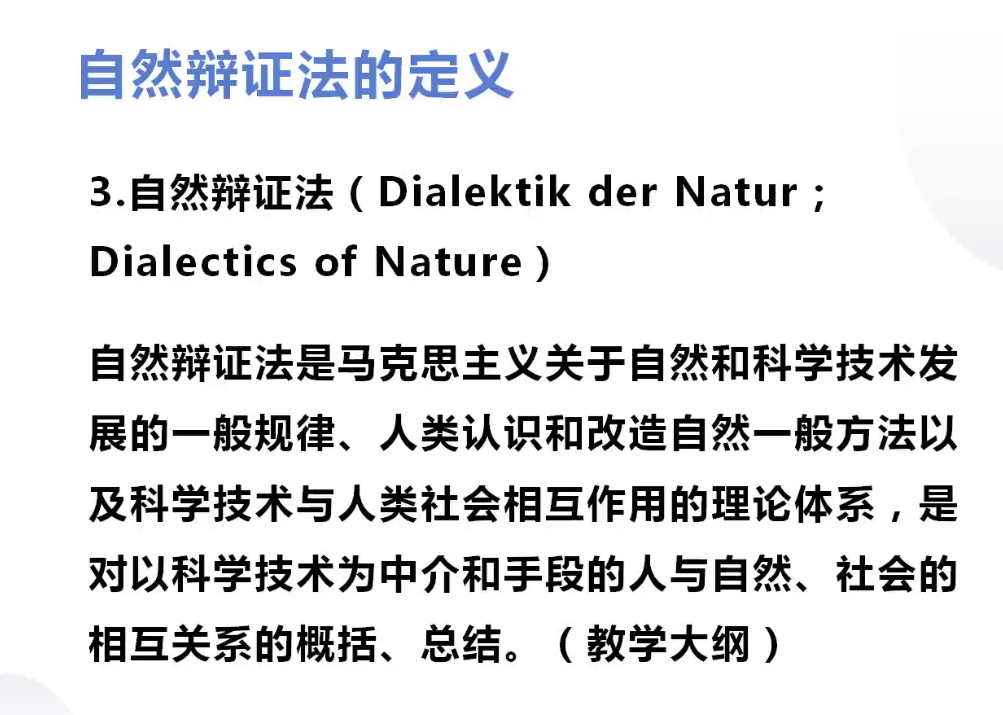 自然辩证法的定义
3.自然辩证法（Dialektik der Natur；
Dialectics of Nature）
自然辩证法是马克思主义关于自然和科学技术发
展的一般规律、人类认识和改造自然一般方法以
及科学技术与人类社会相互作用的理论体系，是
对以科学技术为中介和手段的人与自然、社会的
相互关系的概括、总结。（教学大纲）